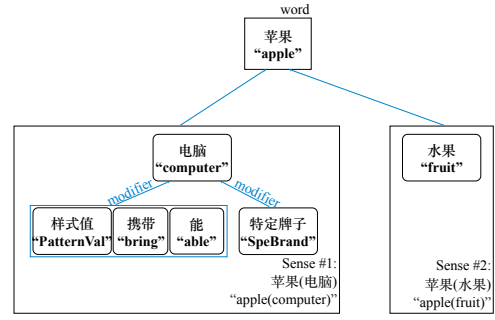 word
苹果
“apple”
电脑
“computer”
水果
“fruit”
modifier
modifier
样式值
“PatternVal”
携带
“bring”
能
“able”
特定牌子
“SpeBrand”
Sense #1:
苹果(电脑)
“apple(computer)”
Sense #2:
苹果(水果)
“apple(fruit)”